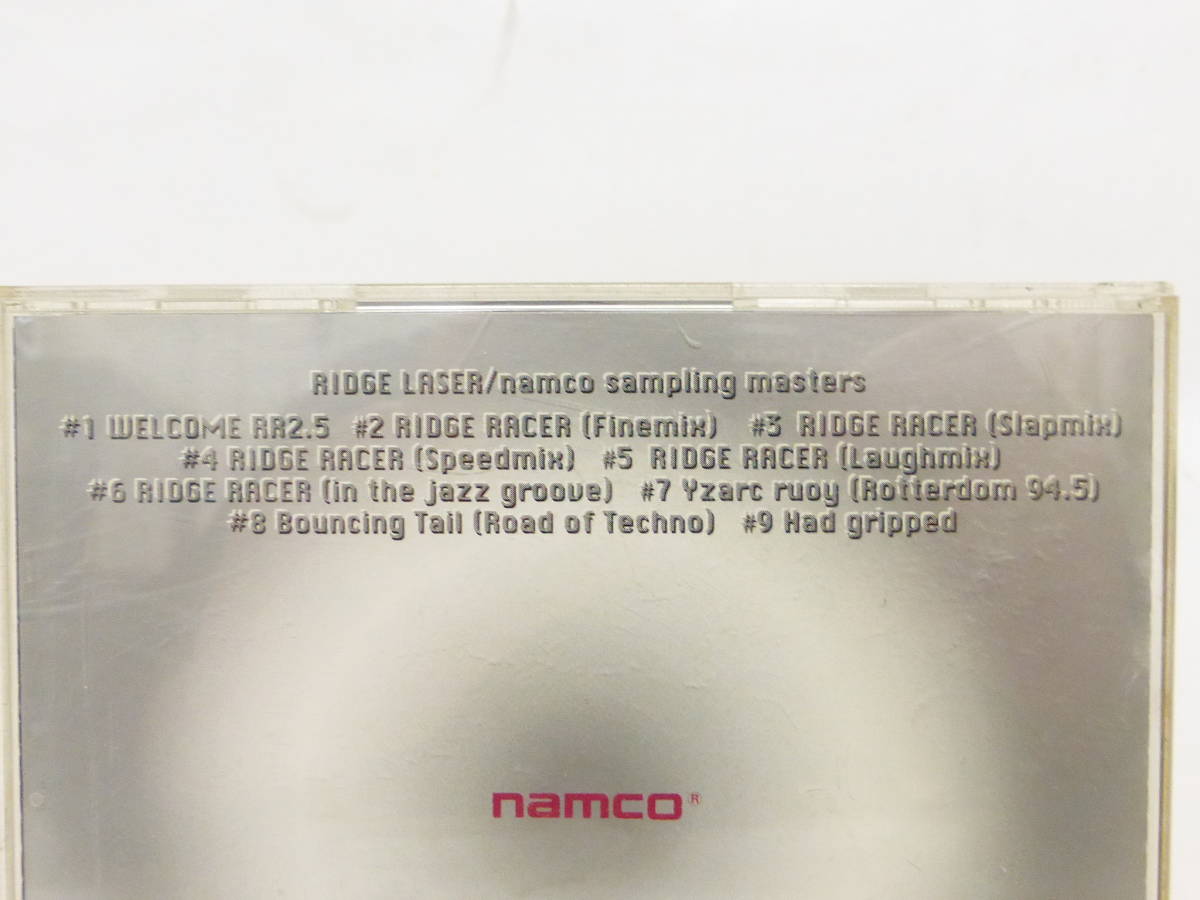 RIDGE LASER/namco sampling masters
#1 WELCOME RR2.5 #2 RIDGE RACER (Finemix) #3 RIDGE RACER (Slapmix)
#4 RIDGE RACER (Speedmix) #5 RIDGE RACER (Laughmix)
#6 RIDGE RACER (in the jazz groove) #7 Yzarc ruoy (Rotterdom 94.5)
#8 Bouncing Tail (Road of Techno) #9 Had gripped
namco®